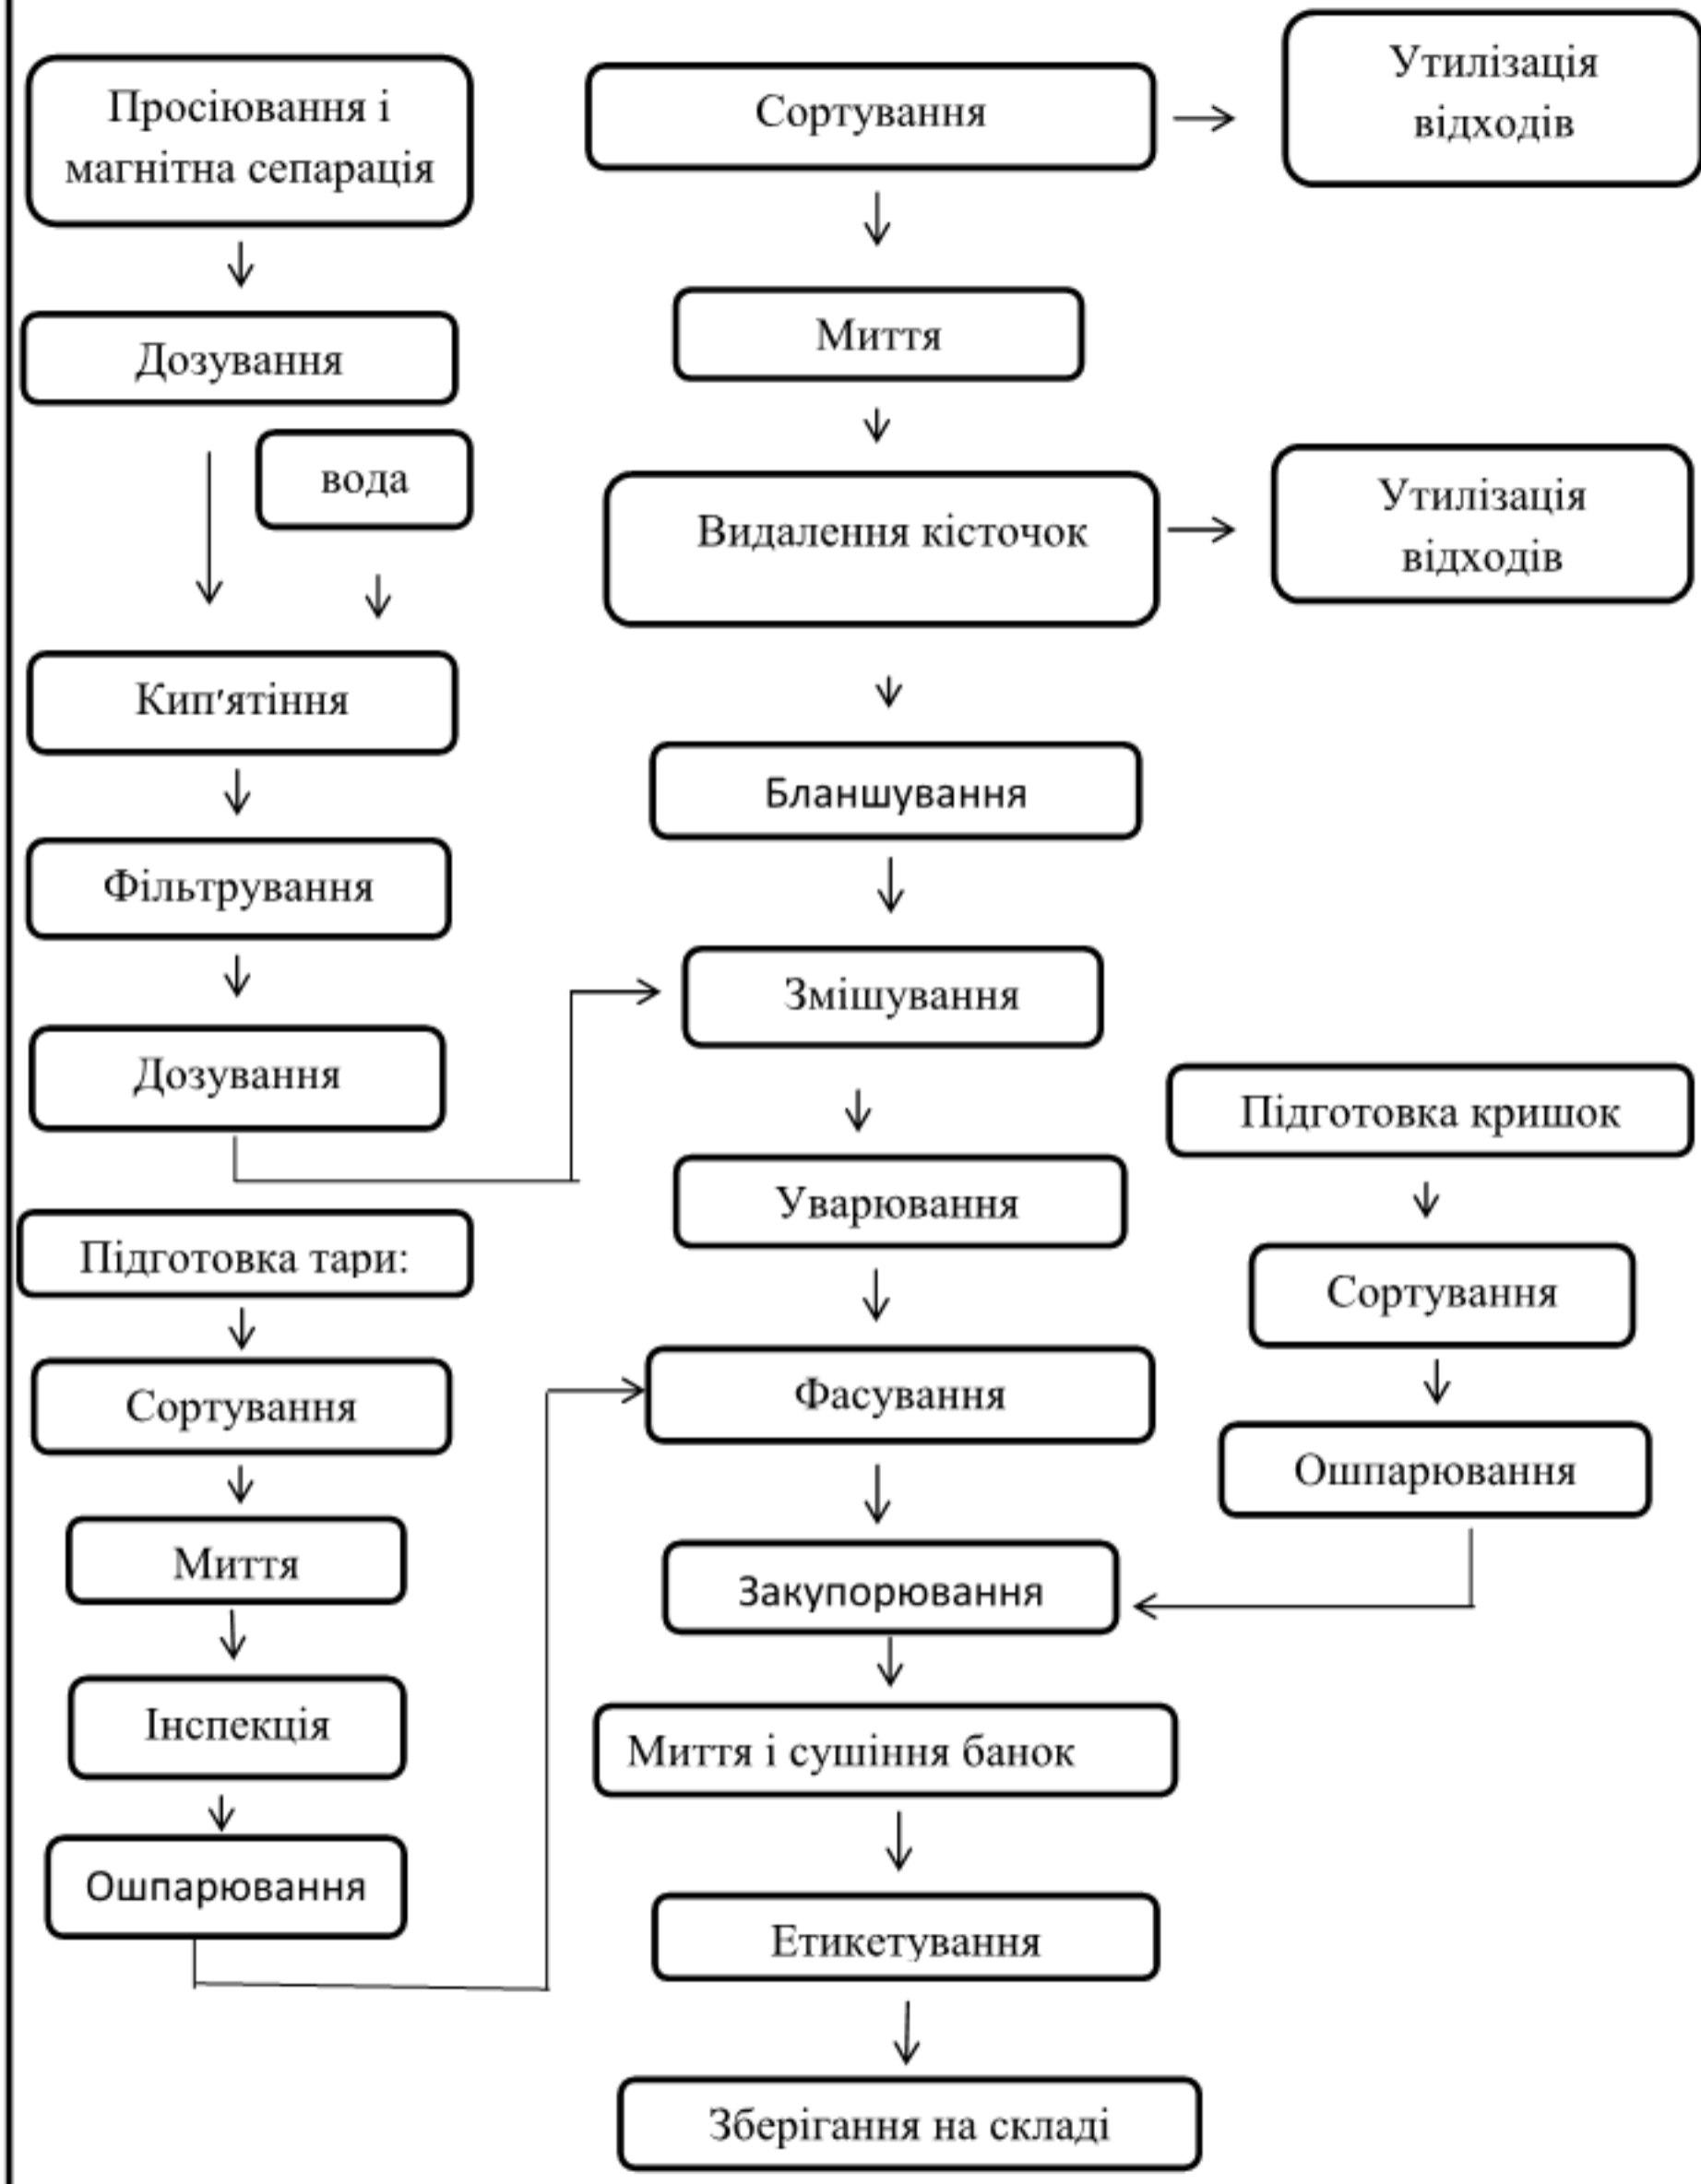 Просіювання і
магнітна сепарація
Дозування
вода
Кип'ятіння
Фільтрування
Дозування
Підготовка тари:
Сортування
Миття
Інспекція
Ошпарювання
Сортування
Миття
Видалення кісточок
Бланшування
Змішування
Уварювання
Фасування
Закупорювання
Миття і сушіння банок
Етикетування
Зберігання на складі
Утилізація
відходів
Утилізація
відходів
Підготовка кришок
Сортування
Ошпарювання